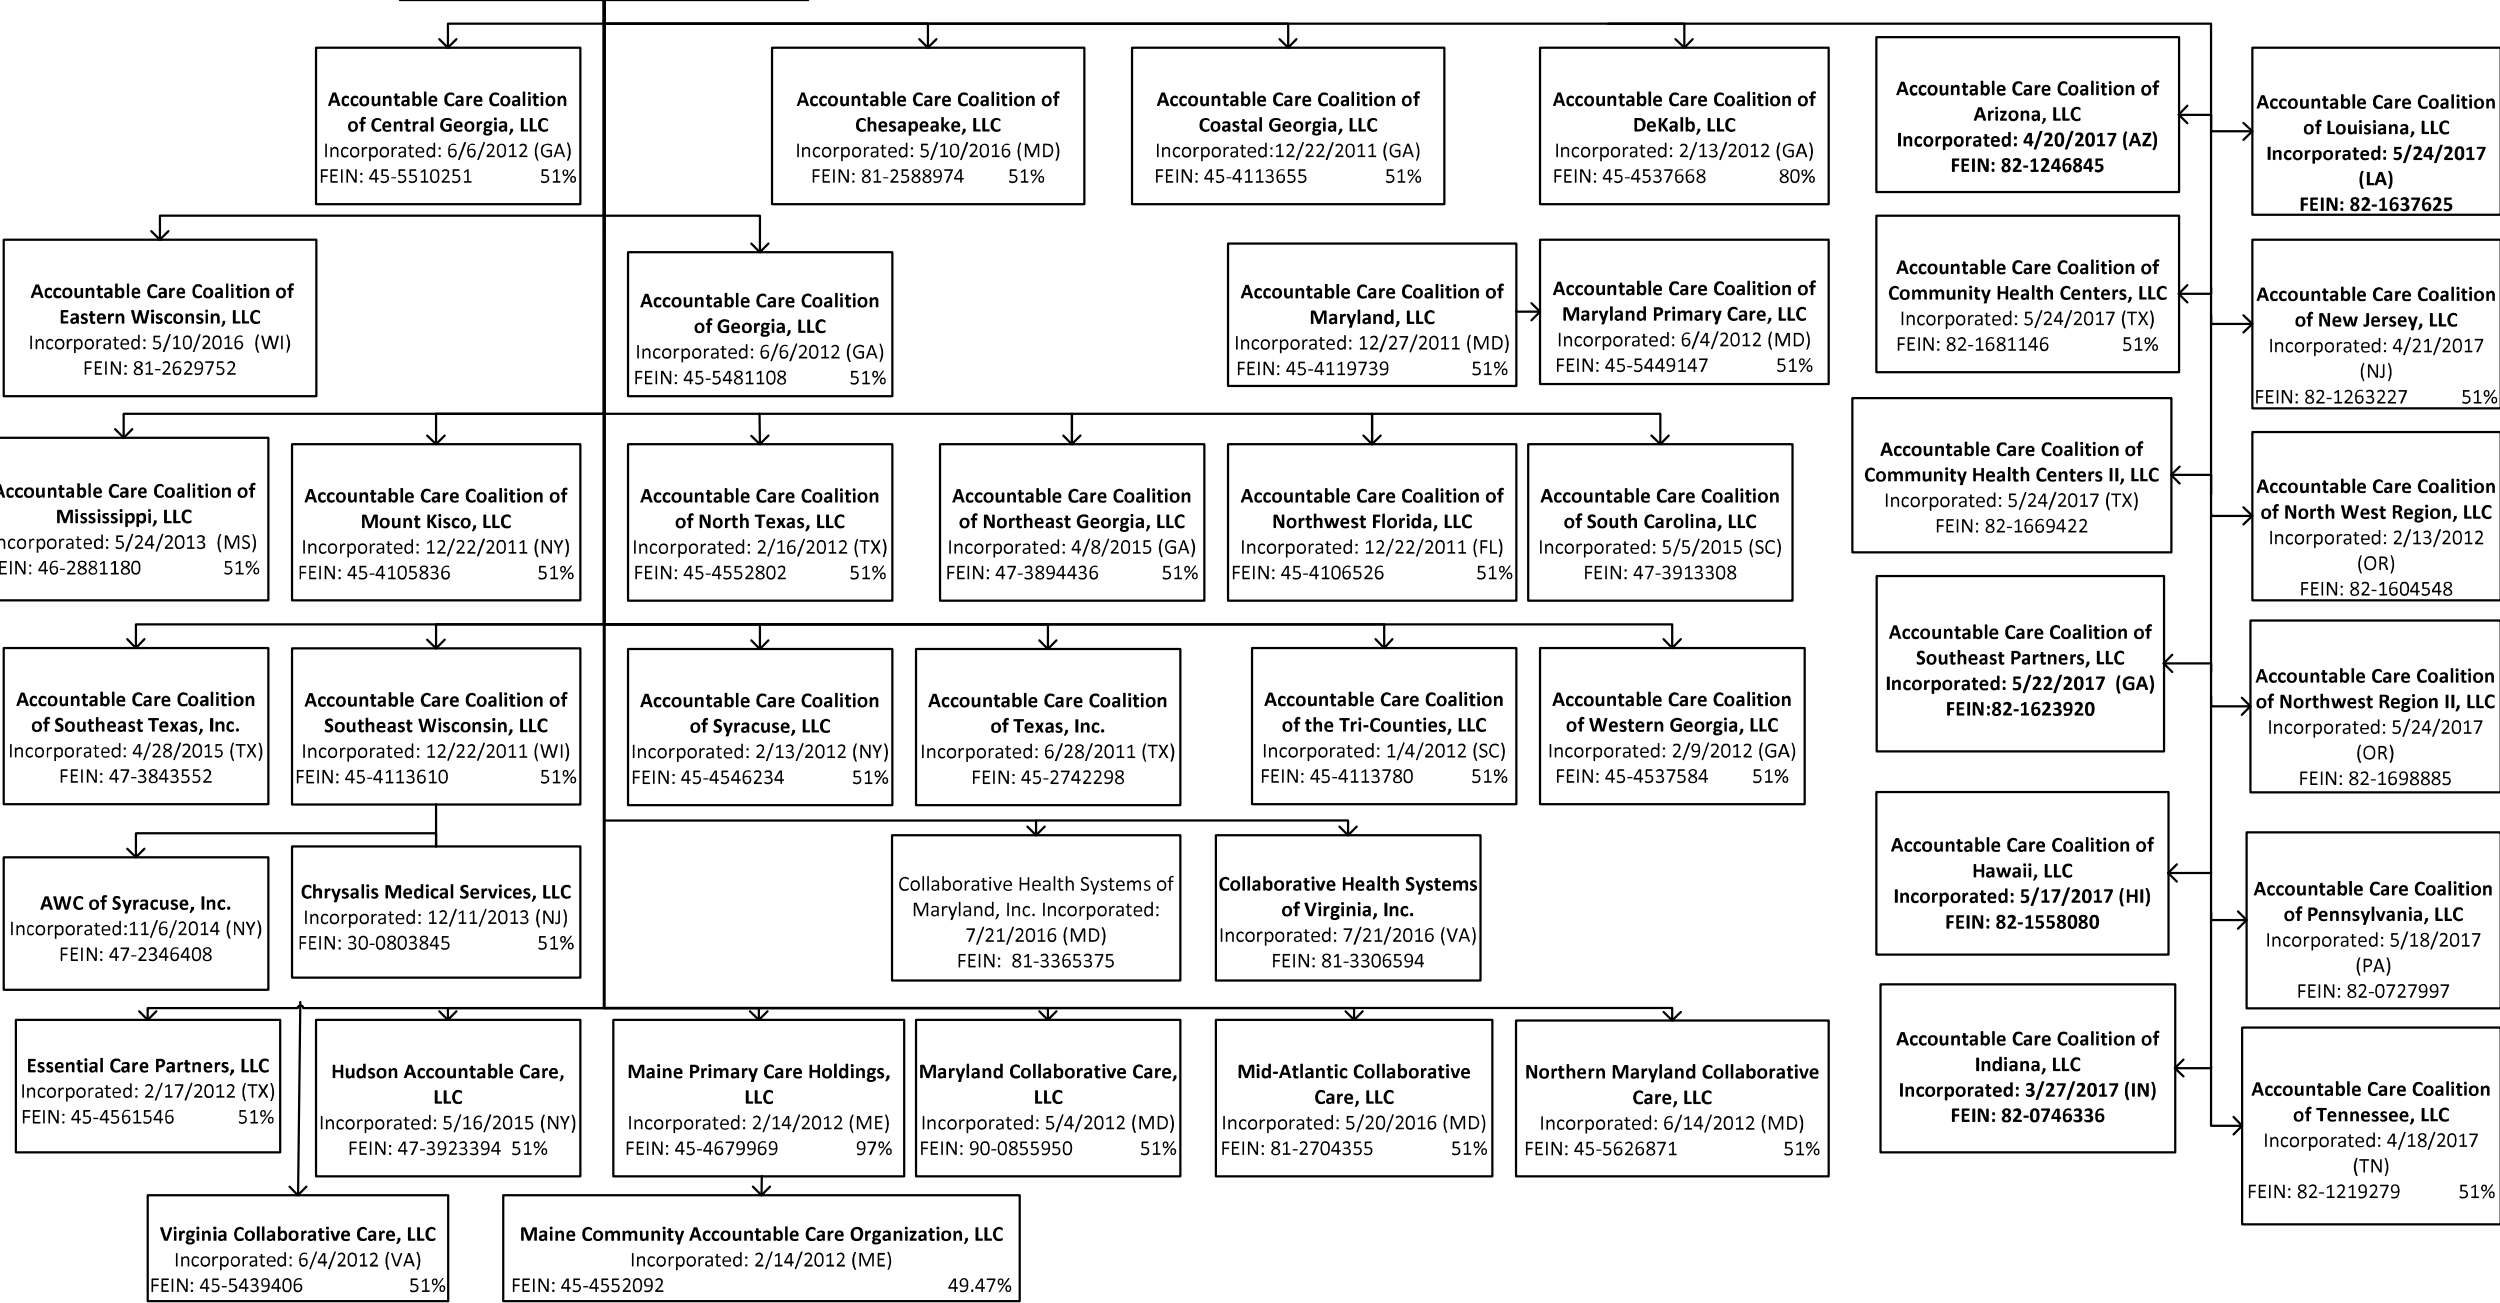 Accountable Care Coalition
of Central Georgia, LLC
Incorporated: 6/6/2012 (GA)
FEIN: 45-5510251 51%
Accountable Care Coalition of
Chesapeake, LLC
Incorporated: 5/10/2016 (MD)
FEIN: 81-2588974 51%
Accountable Care Coalition of
Coastal Georgia, LLC
Incorporated:12/22/2011 (GA)
FEIN: 45-4113655 51%
Accountable Care Coalition of
DeKalb, LLC
Incorporated: 2/13/2012 (GA)
FEIN: 45-4537668 80%
Accountable Care Coalition of
Arizona, LLC
Incorporated: 4/20/2017 (AZ)
FEIN: 82-1246845
Accountable Care Coalition
of Louisiana, LLC
Incorporated: 5/24/2017
(LA)
FEIN: 82-1637625
Accountable Care Coalition of
Eastern Wisconsin, LLC
Incorporated: 5/10/2016 (WI)
FEIN: 81-2629752
Accountable Care Coalition
of Georgia, LLC
Incorporated: 6/6/2012 (GA)
FEIN: 45-5481108 51%
Accountable Care Coalition of
Maryland, LLC
Incorporated: 12/27/2011 (MD)
FEIN: 45-4119739 51%
Accountable Care Coalition of
Maryland Primary Care, LLC
Incorporated: 6/4/2012 (MD)
FEIN: 45-5449147 51%
Accountable Care Coalition of
Community Health Centers, LLC
Incorporated: 5/24/2017 (TX)
FEIN: 82-1681146 51%
Accountable Care Coalition
of New Jersey, LLC
Incorporated: 4/21/2017
(NJ)
FEIN: 82-1263227 51%
Accountable Care Coalition of
Mississippi, LLC
ncorporated: 5/24/2013 (MS)
EIN: 46-2881180 51%
Accountable Care Coalition of
Mount Kisco, LLC
Incorporated: 12/22/2011 (NY)
FEIN: 45-4105836 51%
Accountable Care Coalition
of North Texas, LLC
Incorporated: 2/16/2012 (TX)
FEIN: 45-4552802 51%
Accountable Care Coalition
of Northeast Georgia, LLC
Incorporated: 4/8/2015 (GA)
FEIN: 47-3894436 51%
Accountable Care Coalition of
Northwest Florida, LLC
Incorporated: 12/22/2011 (FL)
FEIN: 45-4106526 51%
Accountable Care Coalition
of South Carolina, LLC
Incorporated: 5/5/2015 (SC)
FEIN: 47-3913308
Accountable Care Coalition of
Community Health Centers II, LLC
Incorporated: 5/24/2017 (TX)
FEIN: 82-1669422
Accountable Care Coalition
of North West Region, LLC
Incorporated: 2/13/2012
(OR)
FEIN: 82-1604548
Accountable Care Coalition
of Southeast Texas, Inc.
Incorporated: 4/28/2015 (TX)
FEIN: 47-3843552
Accountable Care Coalition of
Southeast Wisconsin, LLC
Incorporated: 12/22/2011 (WI)
FEIN: 45-4113610 51%
Accountable Care Coalition
of Syracuse, LLC
Incorporated: 2/13/2012 (NY)
FEIN: 45-4546234 51%
Accountable Care Coalition
of Texas, Inc.
Incorporated: 6/28/2011 (TX)
FEIN: 45-2742298
Accountable Care Coalition
of the Tri-Counties, LLC
Incorporated: 1/4/2012 (SC)
FEIN: 45-4113780 51%
Accountable Care Coalition
of Western Georgia, LLC
Incorporated: 2/9/2012 (GA)
FEIN: 45-4537584 51%
Accountable Care Coalition of
Southeast Partners, LLC
Incorporated: 5/22/2017 (GA)
FEIN:82-1623920
Accountable Care Coalition
of Northwest Region II, LLC
Incorporated: 5/24/2017
(OR)
FEIN: 82-1698885
AWC of Syracuse, Inc.
Incorporated:11/6/2014 (NY)
FEIN: 47-2346408
Chrysalis Medical Services, LLC
Incorporated: 12/11/2013 (NJ)
FEIN: 30-0803845 51%
Collaborative Health Systems of
Maryland, Inc. Incorporated:
7/21/2016 (MD)
FEIN: 81-3365375
Collaborative Health Systems
of Virginia, Inc.
Incorporated: 7/21/2016 (VA)
FEIN: 81-3306594
Accountable Care Coalition of
Hawaii, LLC
Incorporated: 5/17/2017 (HI)
FEIN: 82-1558080
Accountable Care Coalition
of Pennsylvania, LLC
Incorporated: 5/18/2017
(PA)
FEIN: 82-0727997
Essential Care Partners, LLC
Incorporated: 2/17/2012 (TX)
FEIN: 45-4561546 51%
Hudson Accountable Care,
LLC
Incorporated: 5/16/2015 (NY)
FEIN: 47-3923394 51%
Maine Primary Care Holdings,
LLC
Incorporated: 2/14/2012 (ME)
FEIN: 45-4679969 97%
Maryland Collaborative Care,
LLC
Incorporated: 5/4/2012 (MD)
FEIN: 90-0855950 51%
Mid-Atlantic Collaborative
Care, LLC
Incorporated: 5/20/2016 (MD)
FEIN: 81-2704355 51%
Northern Maryland Collaborative
Care, LLC
Incorporated: 6/14/2012 (MD)
FEIN: 45-5626871 51%
Accountable Care Coalition of
Indiana, LLC
Incorporated: 3/27/2017 (IN)
FEIN: 82-0746336
Accountable Care Coalition
of Tennessee, LLC
Incorporated: 4/18/2017
(TN)
FEIN: 82-1219279 51%
Virginia Collaborative Care, LLC
Incorporated: 6/4/2012 (VA)
FEIN: 45-5439406 51%
Maine Community Accountable Care Organization, LLC
Incorporated: 2/14/2012 (ME)
FEIN: 45-4552092 49.47%